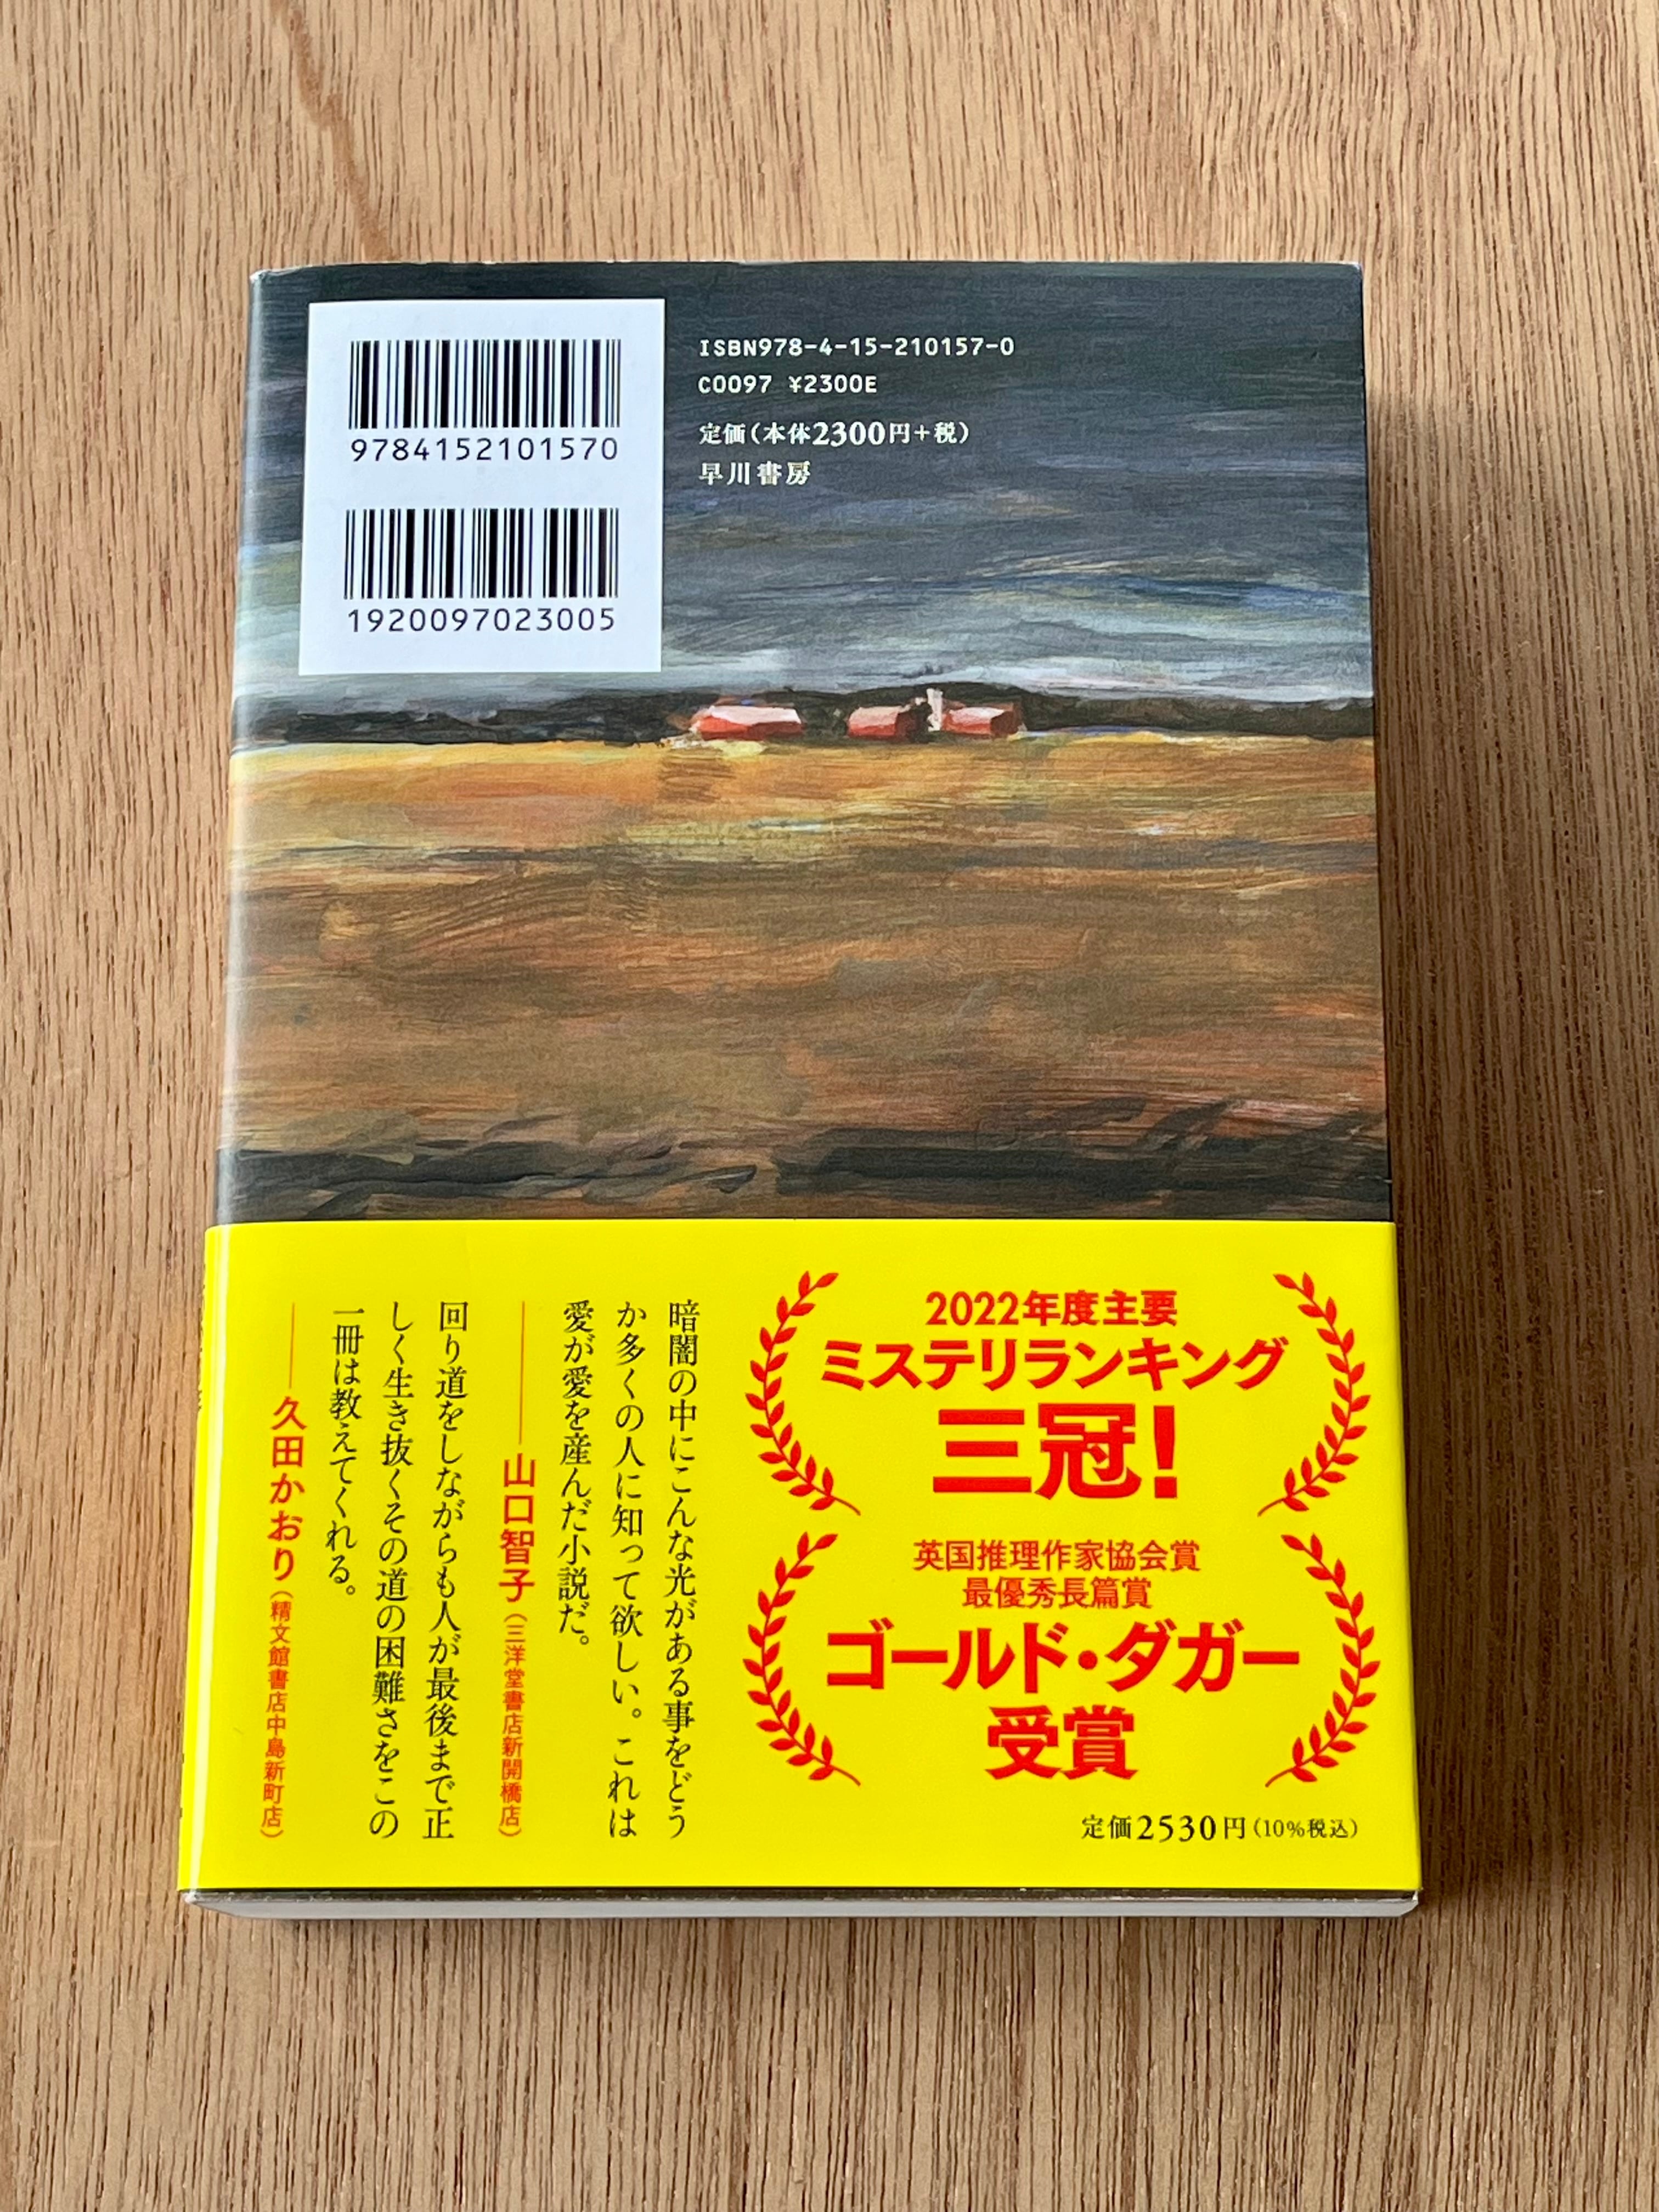 9784152101570
1920097023005
ISBN978-4-15-210157-0
C0097 ¥2300E
定価(本体2300円+税)
早川書房
2022年度主要
ミステリランキング
三冠!
英国推理作家協会賞
最優秀長篇賞
ゴールド・ダガー
受賞
定価2530円(10%税込)
暗闇の中にこんな光がある事をどう
か多くの人に知って欲しい。これは
愛が愛を産んだ小説だ。
――山口智子(三洋堂書店新開橋店)
回り道をしながらも人が最後まで正
しく生き抜くその道の困難さをこの
一冊は教えてくれる。
――久田かおり(精文館書店中島新町店)